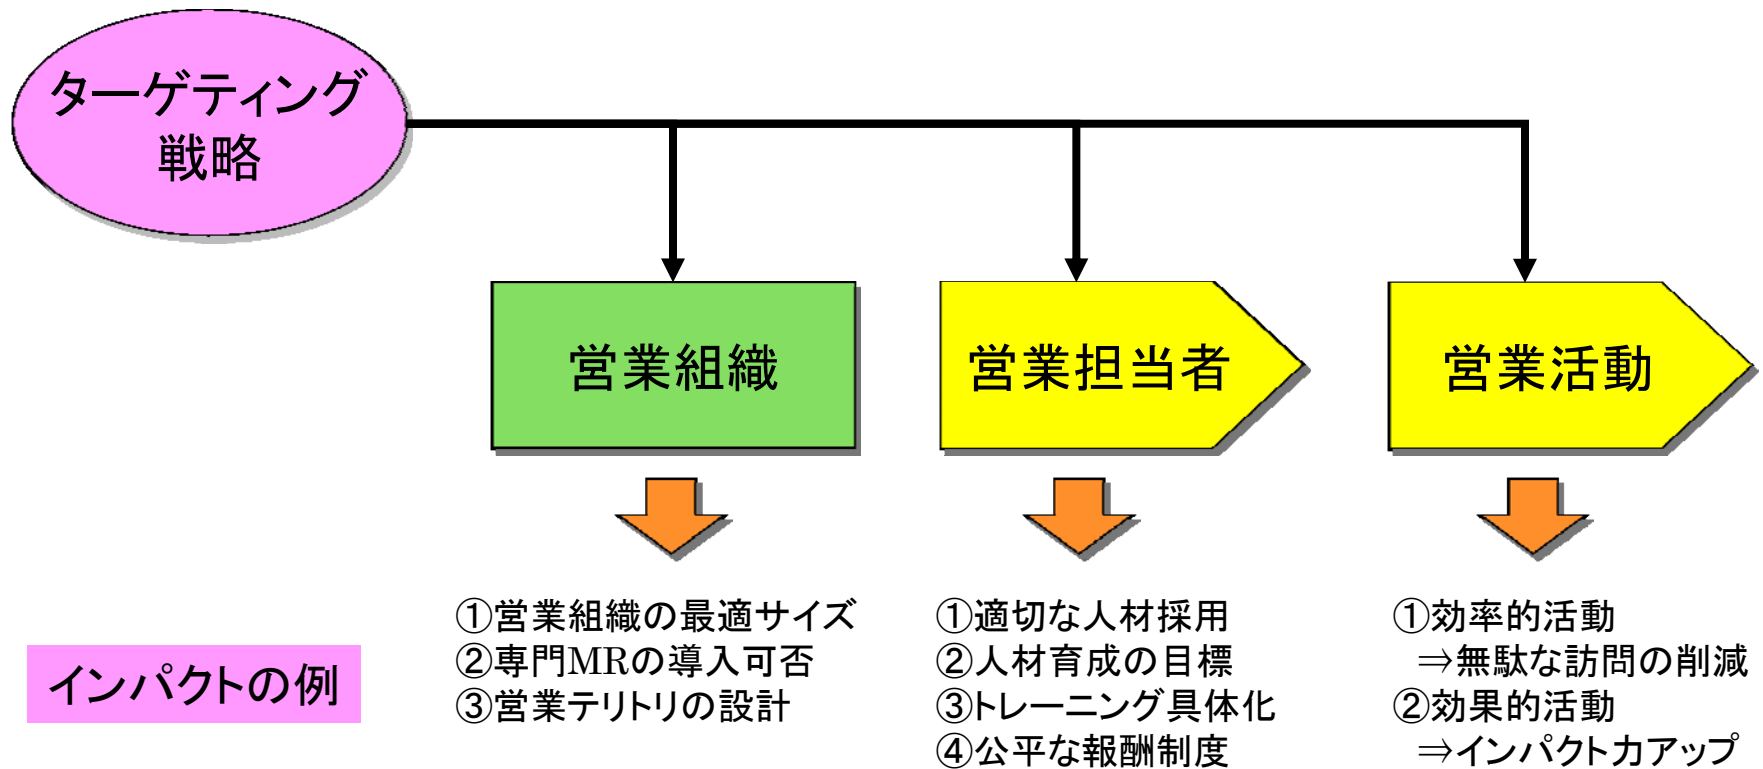 ターゲティング
戦略
営業組織
営業担当者
営業活動
インパクトの例
①営業組織の最適サイズ
②専門MRの導入可否
③営業テリトリの設計
①適切な人材採用
②人材育成の目標
③トレーニング具体化
④公平な報酬制度
①効率的活動
⇒無駄な訪問の削減
②効果的活動
⇒インパクト力アップ